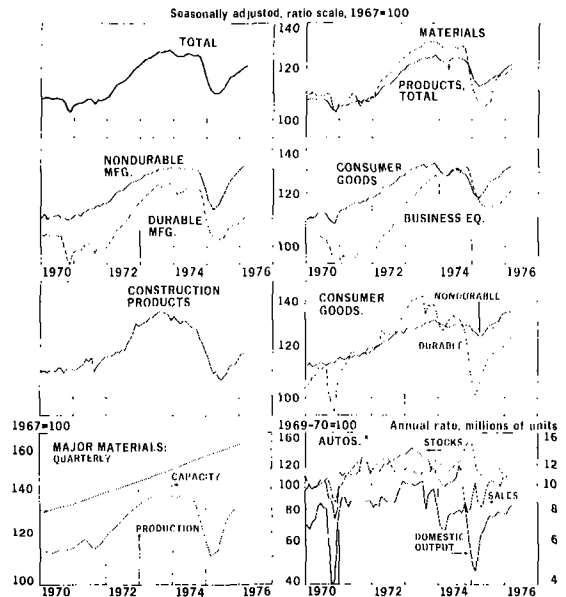 Seasonally adjusted, ratio scale, 1967=100
TOTAL
140
MATERIALS
120
PRODUCTS,
TOTAL
100
NONDURABLE
MFG.
DURABLE
MFG.
140
CONSUMER
GOODS
120
BUSINESS EQ.
100
1970 1972 1974 1976
1970 1972 1974 1976
CONSTRUCTION
PRODUCTS
140
CONSUMER
GOODS.
NONDURABLE
120
DURABLE
100
1967=100
1969-70=100 Annual rate, millions of units
160
MAJOR MATERIALS:
QUARTERLY
140
CAPACITY
120
PRODUCTION
100
1970 1972 1974 1976
160
AUTOS.*
STOCKS
16
120
12
100
10
SALES
80
8
60
DOMESTIC
OUTPUT
6
40
4
1970 1972 1974 1976